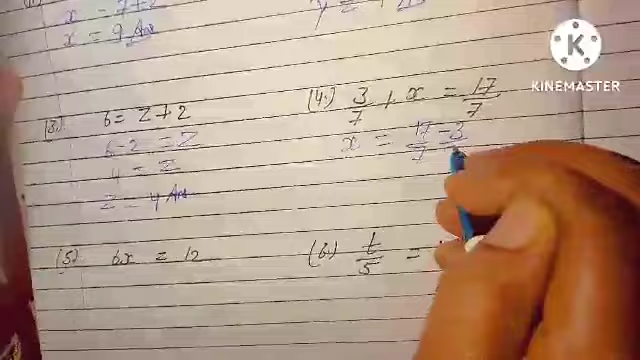 x = 7+2
x = 9 Ans
(3.) 6 = z + 2
6 - 2 = z
4 = z
z = 4 Ans
(4.) 3/7 + x = 17/7
x = 17/7 - 3
(5). 6x = 12
(6.) t/5 =
KINEMASTER